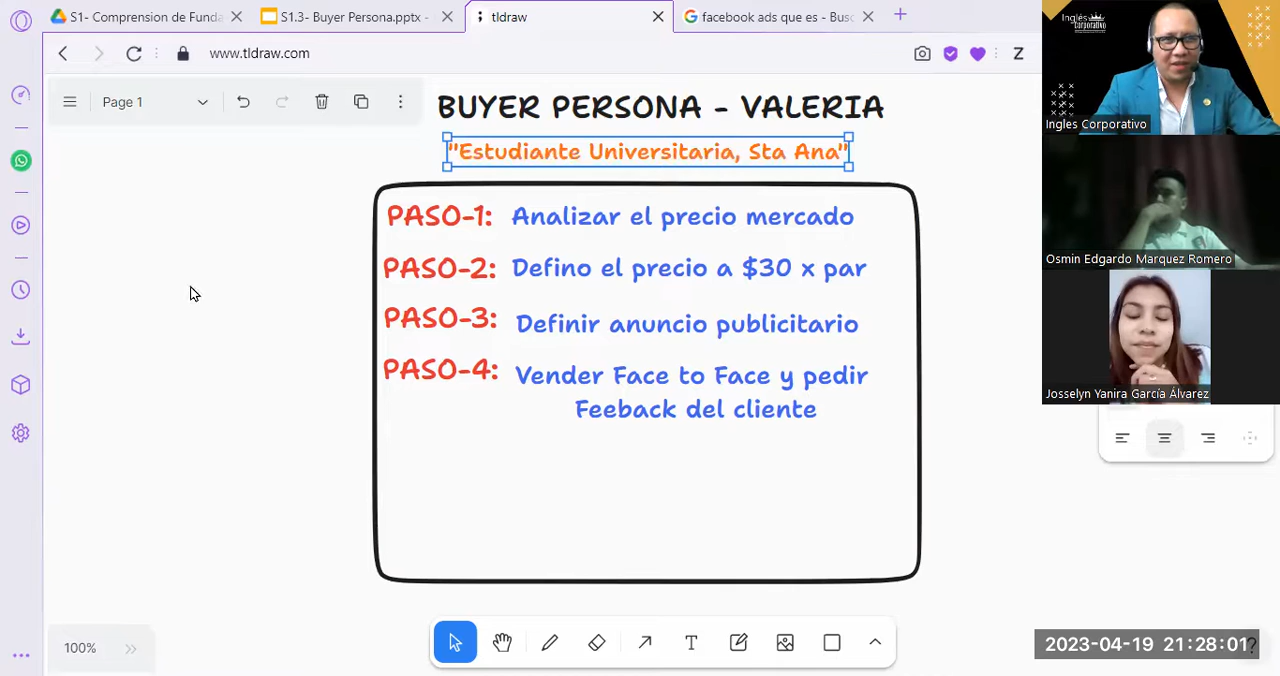 S1- Comprension de Funda
S1.3- Buyer Persona.pptx -
tldraw
facebook ads que es - Busc
www.tldraw.com
Z
Page 1
BUYER PERSONA - VALERIA
"Estudiante Universitaria, Sta Ana"
PASO-1: Analizar el precio mercado
PASO-2: Defino el precio a $30 x par
PASO-3: Definir anuncio publicitario
PASO-4: Vender Face to Face y pedir
Feeback del cliente
Inglés
Corporativo
Ingles Corporativo
Osmin Edgardo Marquez Romero
Josselyn Yanira García Álvarez
100%
T
2023-04-19 21:28:01
?